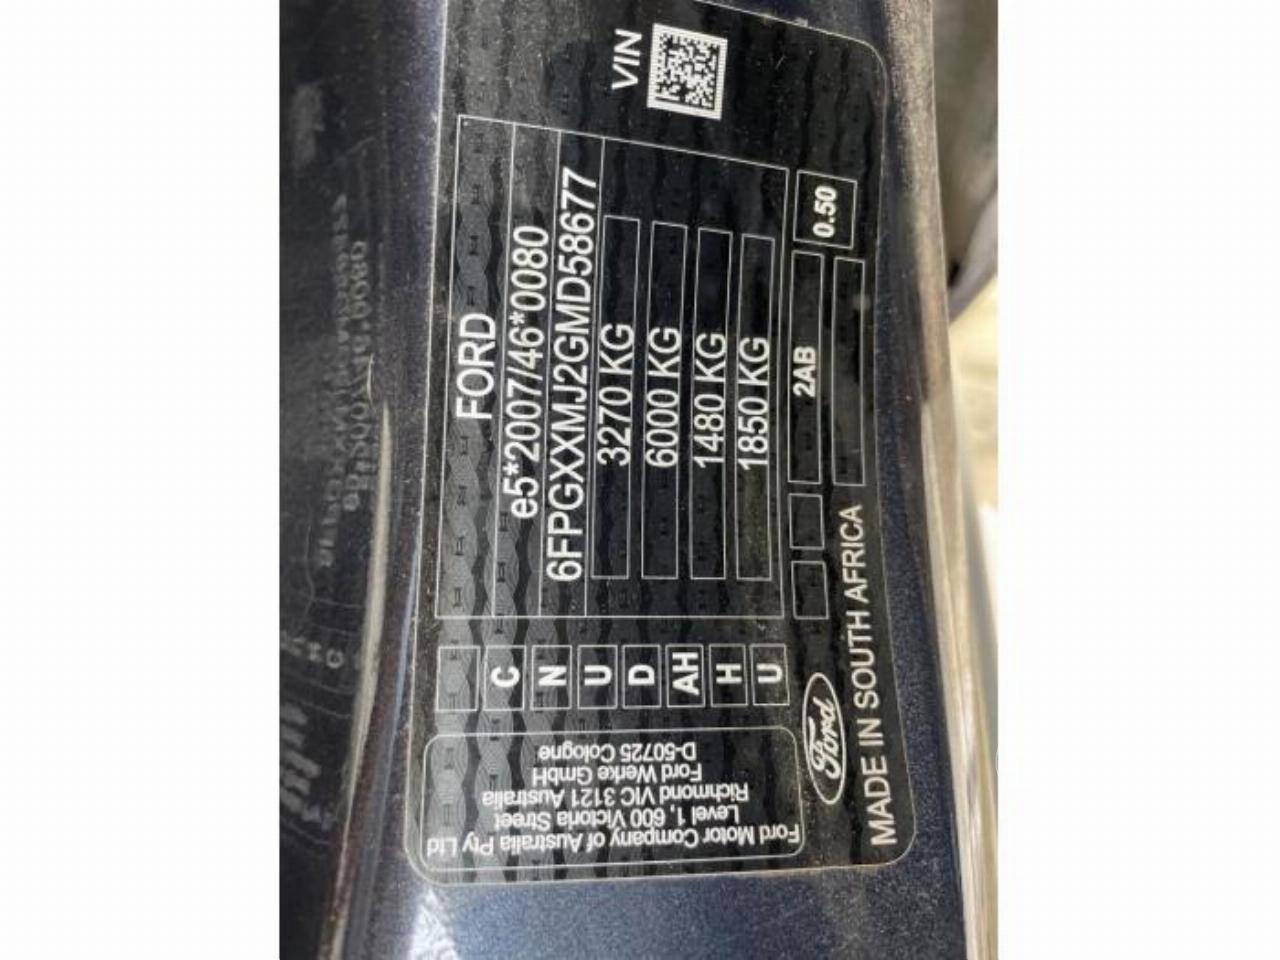 VIN
FORD
e5*2007/46*0080
6FPGXXMJ2GMD58677
3270 KG
6000 KG
1480 KG
1850 KG
C
N
U
D
AH
H
U
2AB
0.50
Ford Motor Company of Australia Pty Ltd
Level 1, 600 Victoria Street
Richmond VIC 3121 Australia
Ford Werke GmbH
D-50725 Cologne
Ford
MADE IN SOUTH AFRICA